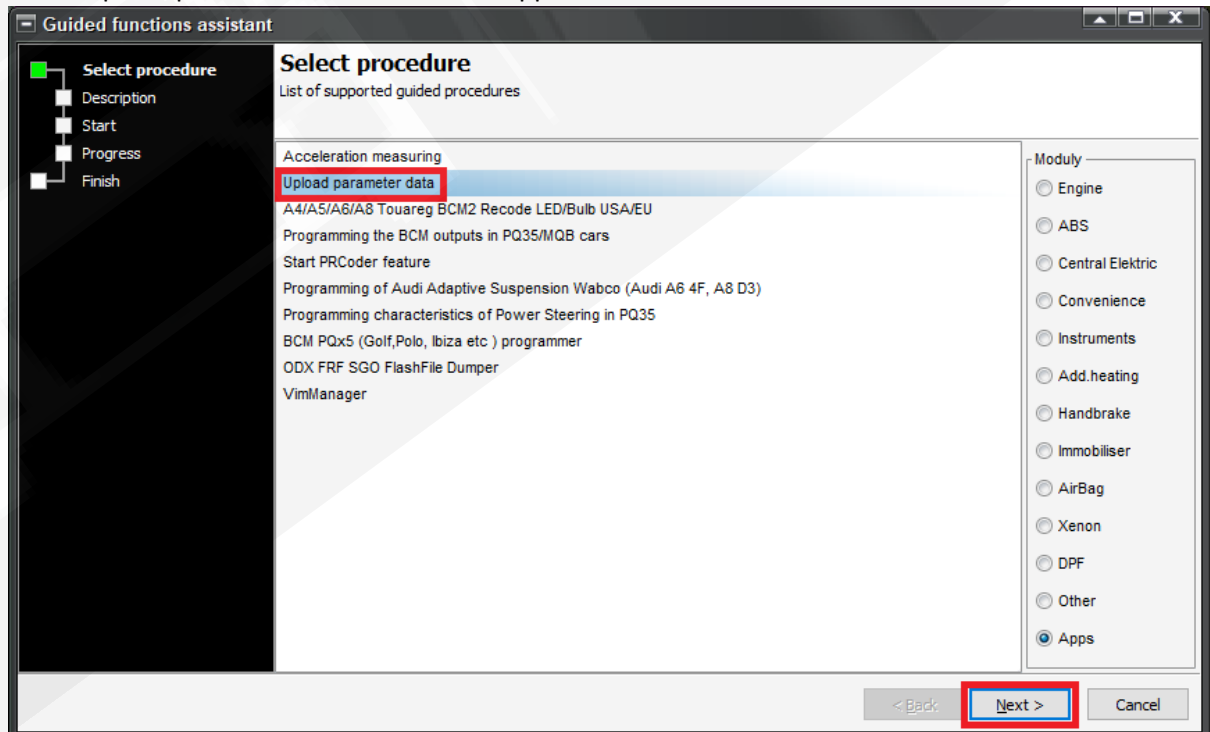 Guided functions assistant
Select procedure
Description
Start
Progress
Finish
Select procedure
List of supported guided procedures
Acceleration measuring
Upload parameter data
A4/A5/A6/A8 Touareg BCM2 Recode LED/Bulb USA/EU
Programming the BCM outputs in PQ35/MQB cars
Start PRCoder feature
Programming of Audi Adaptive Suspension Wabco (Audi A6 4F, A8 D3)
Programming characteristics of Power Steering in PQ35
BCM PQx5 (Golf,Polo, Ibiza etc ) programmer
ODX FRF SGO FlashFile Dumper
VimManager
Moduly
Engine
ABS
Central Elektric
Convenience
Instruments
Add.heating
Handbrake
Immobiliser
AirBag
Xenon
DPF
Other
Apps
< Back
Next >
Cancel